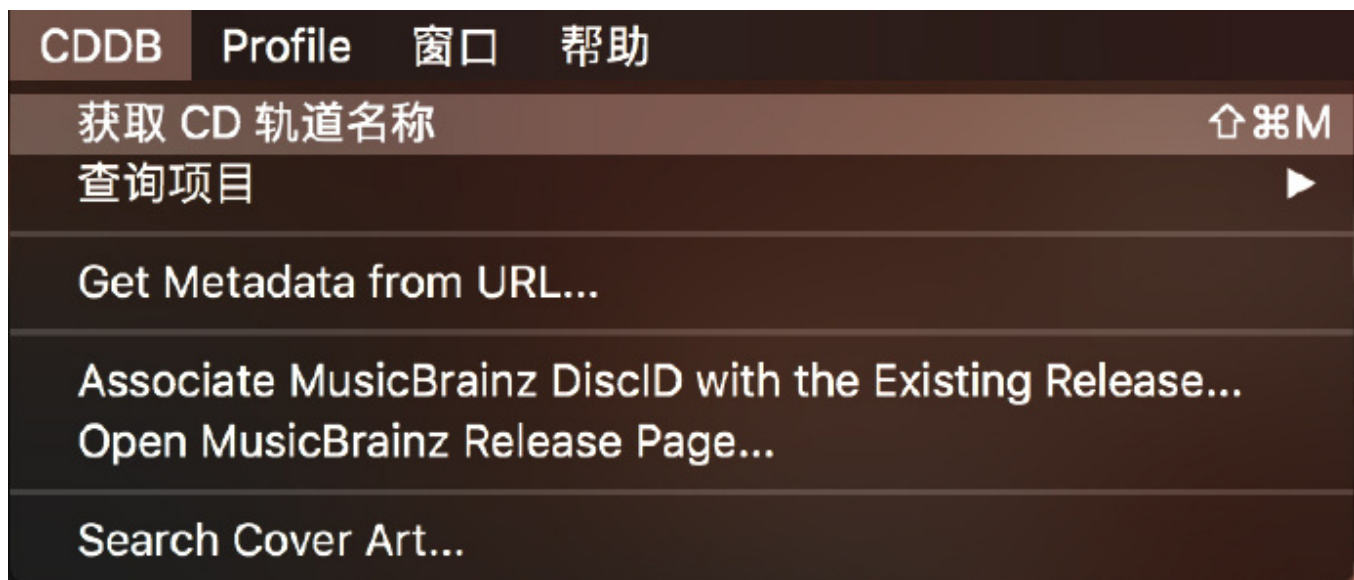 CDDB Profile 窗口 帮助
获取 CD 轨道名称 ⇧⌘M
查询项目 ▶
Get Metadata from URL...
Associate MusicBrainz DiscID with the Existing Release...
Open MusicBrainz Release Page...
Search Cover Art...